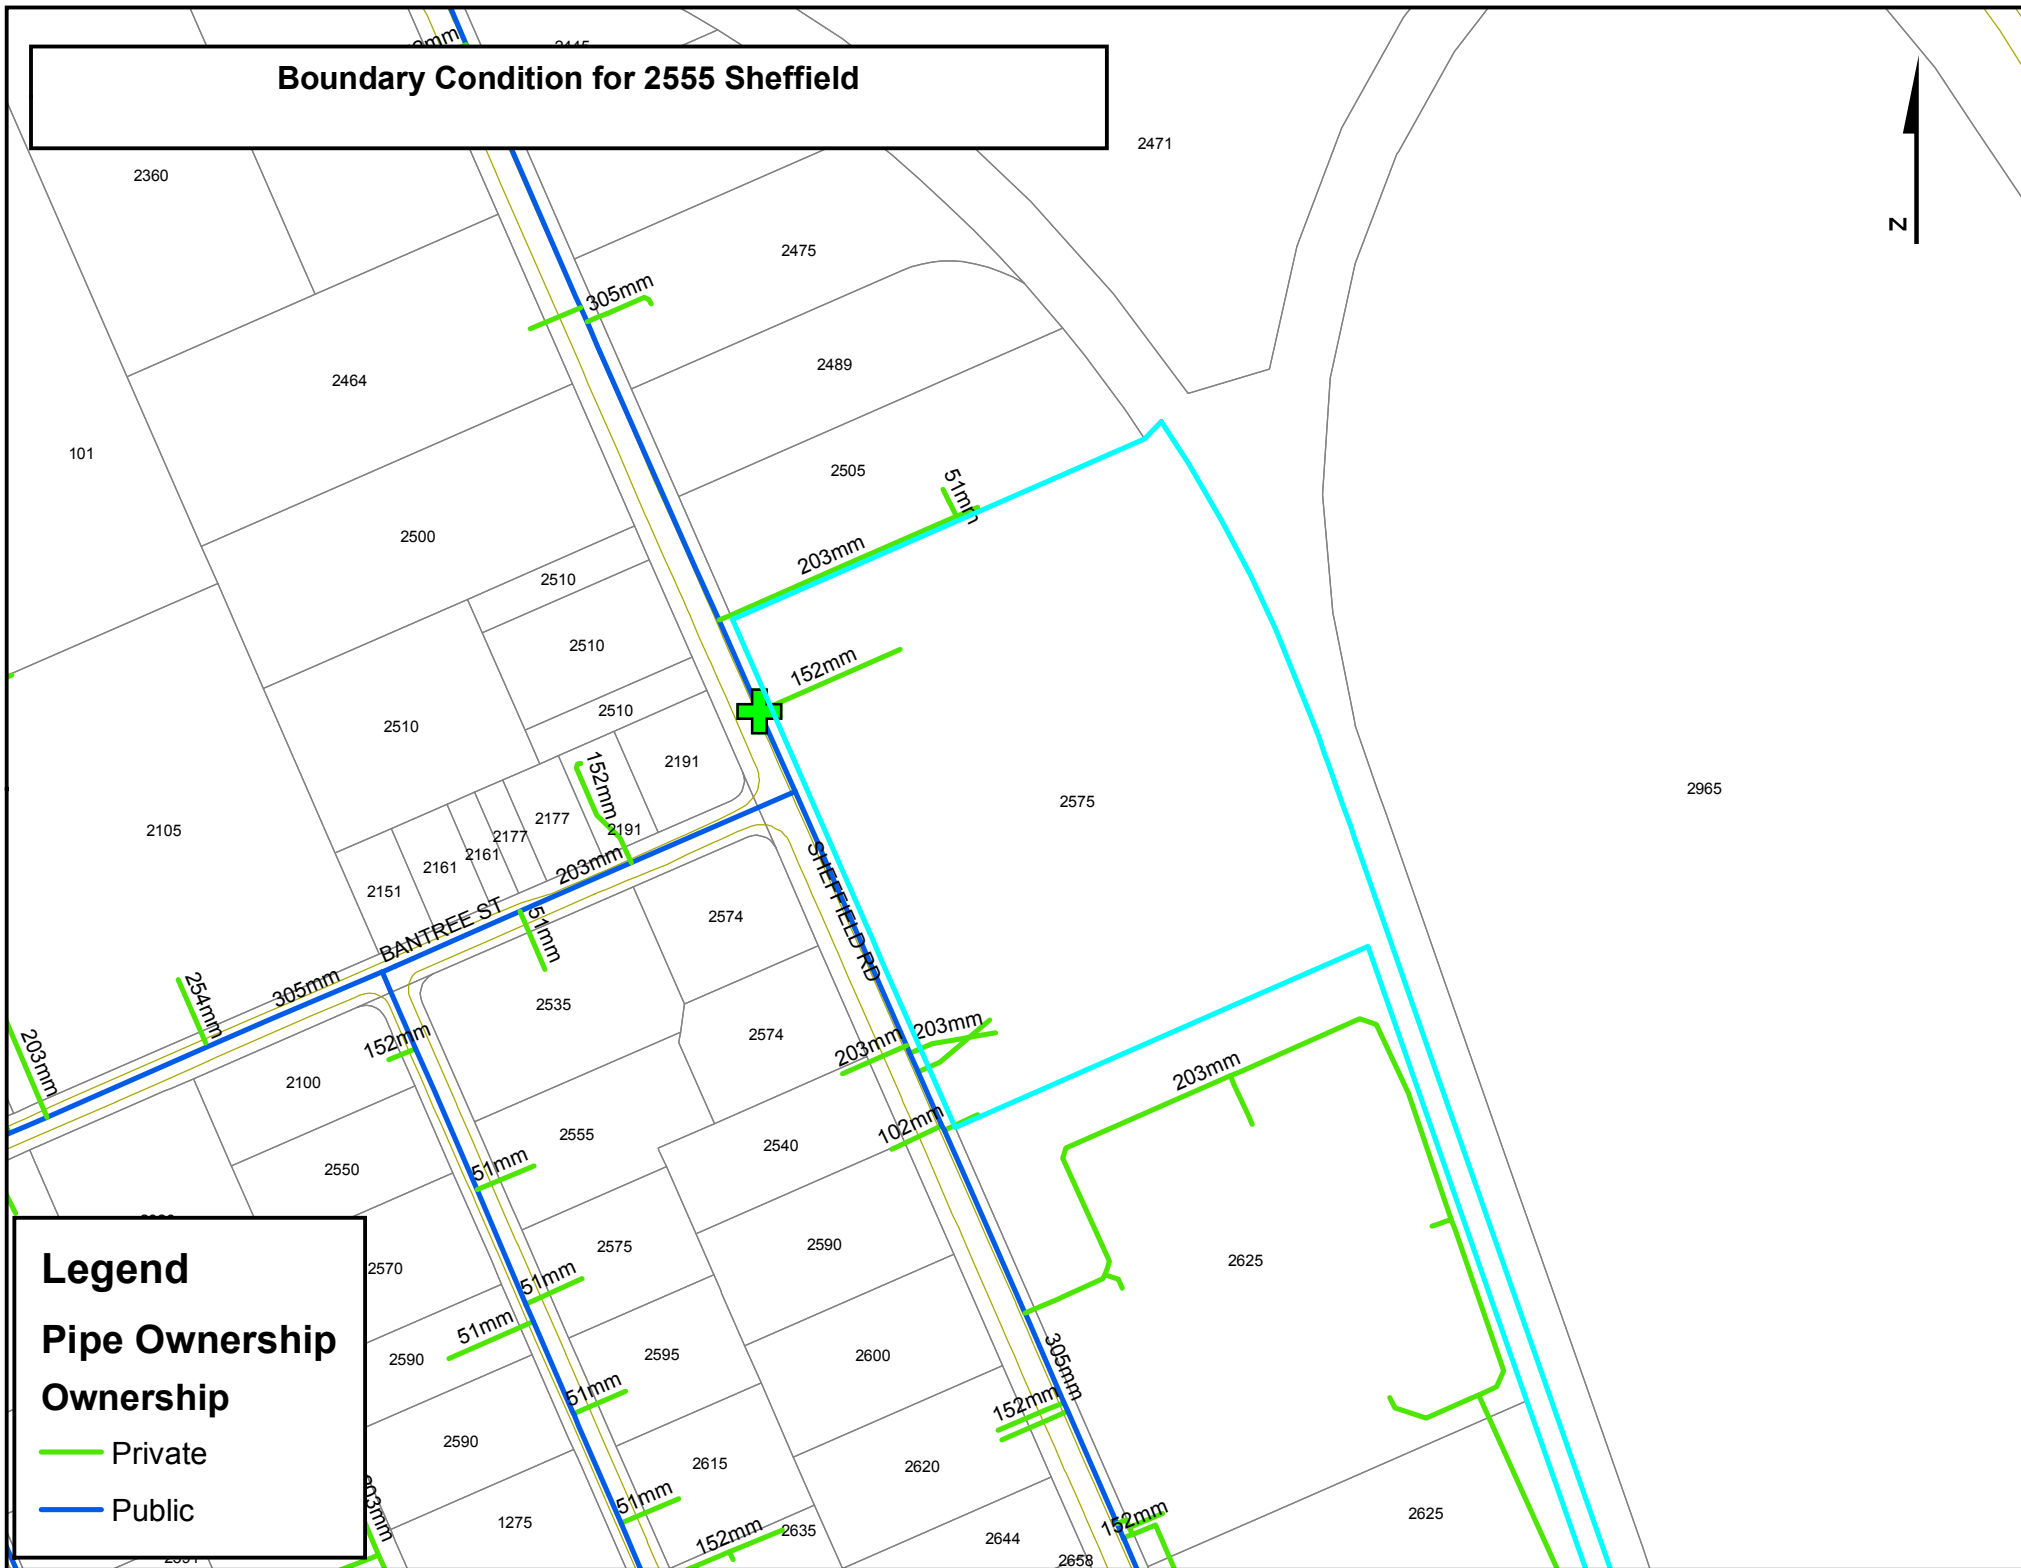 Boundary Condition for 2555 Sheffield
2471
2360
2475
N
305mm
2489
2464
101
2505
51mm
2500
203mm
2510
2510
152mm
2510
2510
2191
152mm
2575
2965
2105
2177
2191
2177
2161
2161
203mm
2151
SHEFFIELD RD
BANTREE ST
2574
51mm
305mm
254mm
2535
203mm
203mm
2574
152mm
203mm
203mm
2100
102mm
2555
2540
51mm
2550
2575
2590
2625
Legend
2570
51mm
Pipe Ownership
51mm
2590
2595
2600
305mm
Ownership
51mm
152mm
2590
Private
2615
2620
51mm
Public
203mm
1275
152mm
2635
2644
152mm
2625
2658